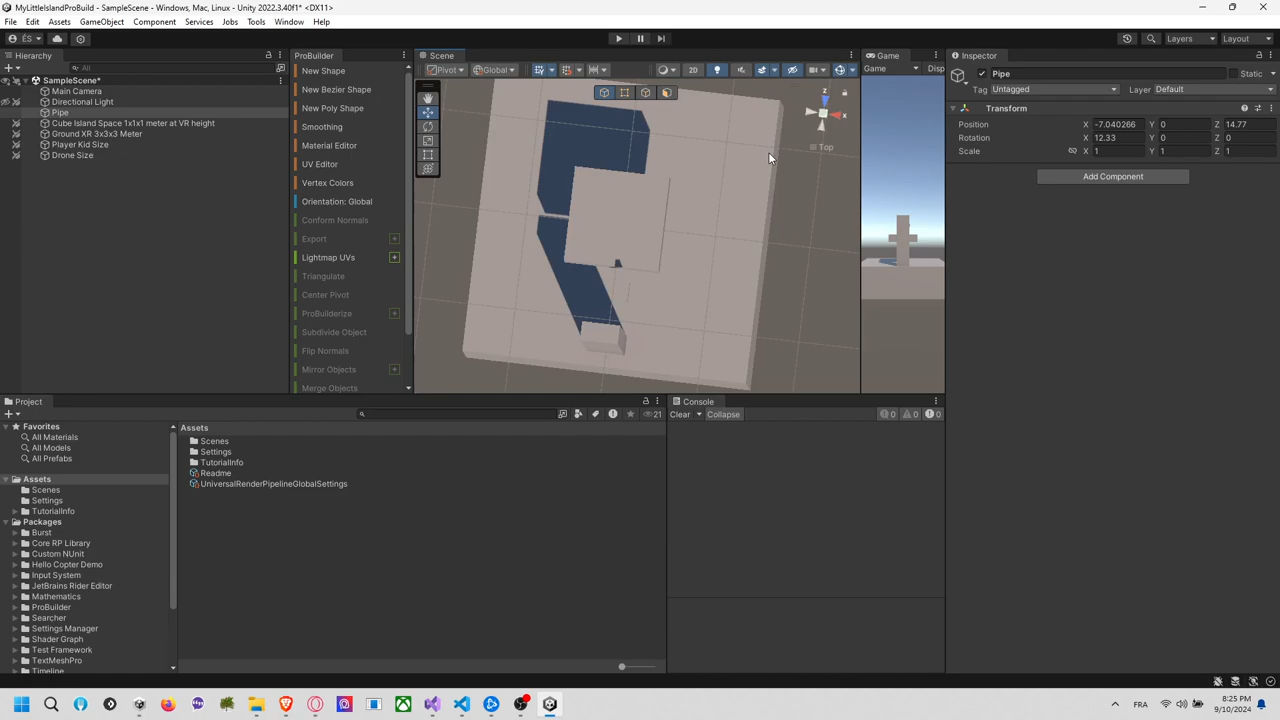 MyLittleIslandProBuild - SampleScene - Windows, Mac, Linux - Unity 2022.3.40f1* <DX11>
File Edit Assets GameObject Component Services Jobs Tools Window Help
ÉS
Layers Layout
Hierarchy
All
SampleScene*
Main Camera
Directional Light
Pipe
Cube Island Space 1x1x1 meter at VR height
Ground XR 3x3x3 Meter
Player Kid Size
Drone Size
ProBuilder
New Shape
New Bezier Shape
New Poly Shape
Smoothing
Material Editor
UV Editor
Vertex Colors
Orientation: Global
Conform Normals
Export
Lightmap UVs
Triangulate
Center Pivot
ProBuilderize
Subdivide Object
Flip Normals
Mirror Objects
Merge Objects
Scene
Pivot Global
2D
z
x
Top
Game
Game Disp
Inspector
Pipe Static
Tag Untagged Layer Default
Transform
Position X -7.040266 Y 0 Z 14.77
Rotation X 12.33 Y 0 Z 0
Scale X 1 Y 1 Z 1
Add Component
Project
21
Favorites
All Materials
All Models
All Prefabs
Assets
Scenes
Settings
TutorialInfo
Packages
Burst
Core RP Library
Custom NUnit
Hello Copter Demo
Input System
JetBrains Rider Editor
Mathematics
ProBuilder
Searcher
Settings Manager
Shader Graph
Test Framework
TextMeshPro
Timeline
Assets
Scenes
Settings
TutorialInfo
Readme
UniversalRenderPipelineGlobalSettings
Console
Clear Collapse 0 0 0
FRA
8:25 PM
9/10/2024